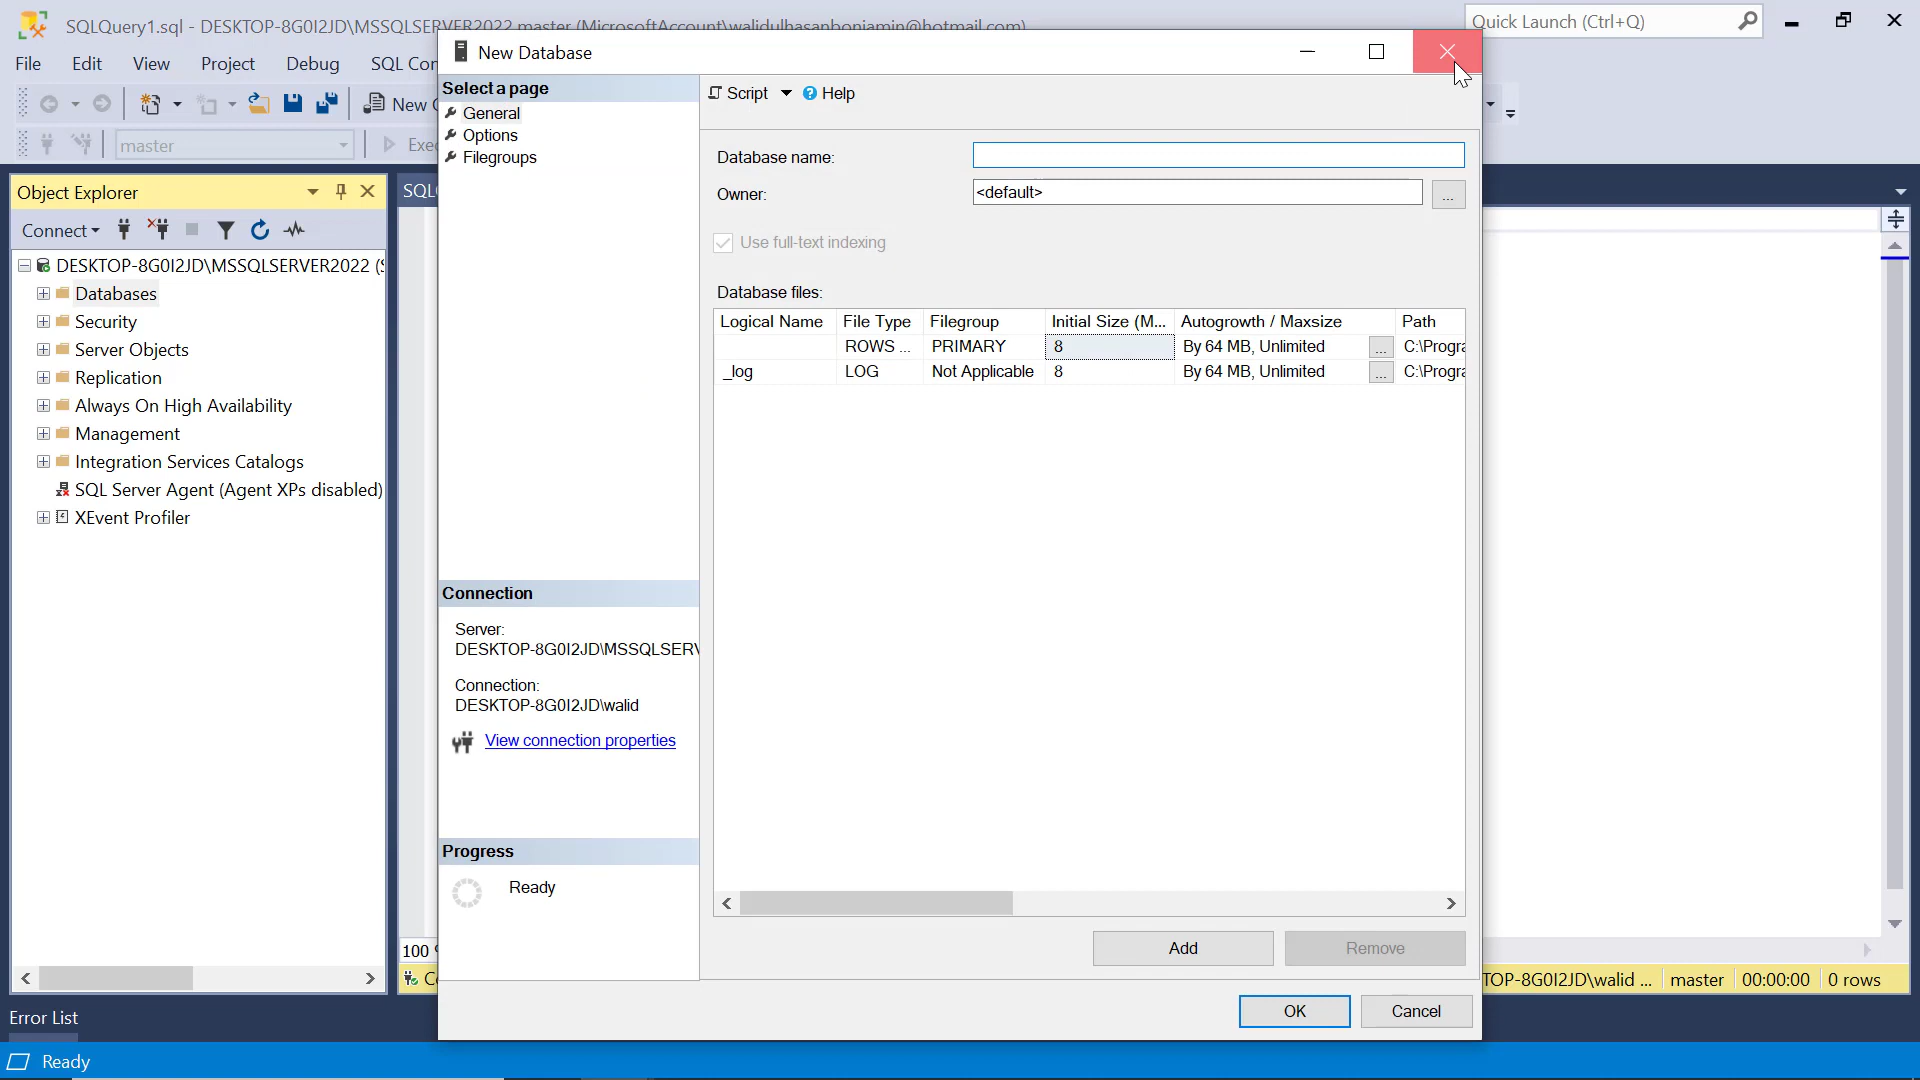 SQLQuery1.sql - DESKTOP-8G0I2JD\MSSQLSERVER2022.master (MicrosoftAccount\walidulhasanboniamin@hotmail.com)
Quick Launch (Ctrl+Q)
File Edit View Project Debug SQL Con
New
master
Exe
Object Explorer
Connect
DESKTOP-8G0I2JD\MSSQLSERVER2022 (S
Databases
Security
Server Objects
Replication
Always On High Availability
Management
Integration Services Catalogs
SQL Server Agent (Agent XPs disabled)
XEvent Profiler
SQL
New Database
Select a page
General
Options
Filegroups
Script
Help
Database name:
Owner:
<default>
...
Use full-text indexing
Database files:
Logical Name File Type Filegroup Initial Size (M... Autogrowth / Maxsize Path
ROWS ... PRIMARY 8 By 64 MB, Unlimited ... C:\Progra
_log LOG Not Applicable 8 By 64 MB, Unlimited ... C:\Progra
Connection
Server:
DESKTOP-8G0I2JD\MSSQLSERV
Connection:
DESKTOP-8G0I2JD\walid
View connection properties
Progress
Ready
Add Remove
OK Cancel
100 %
TOP-8G0I2JD\walid ... master 00:00:00 0 rows
Error List
Ready